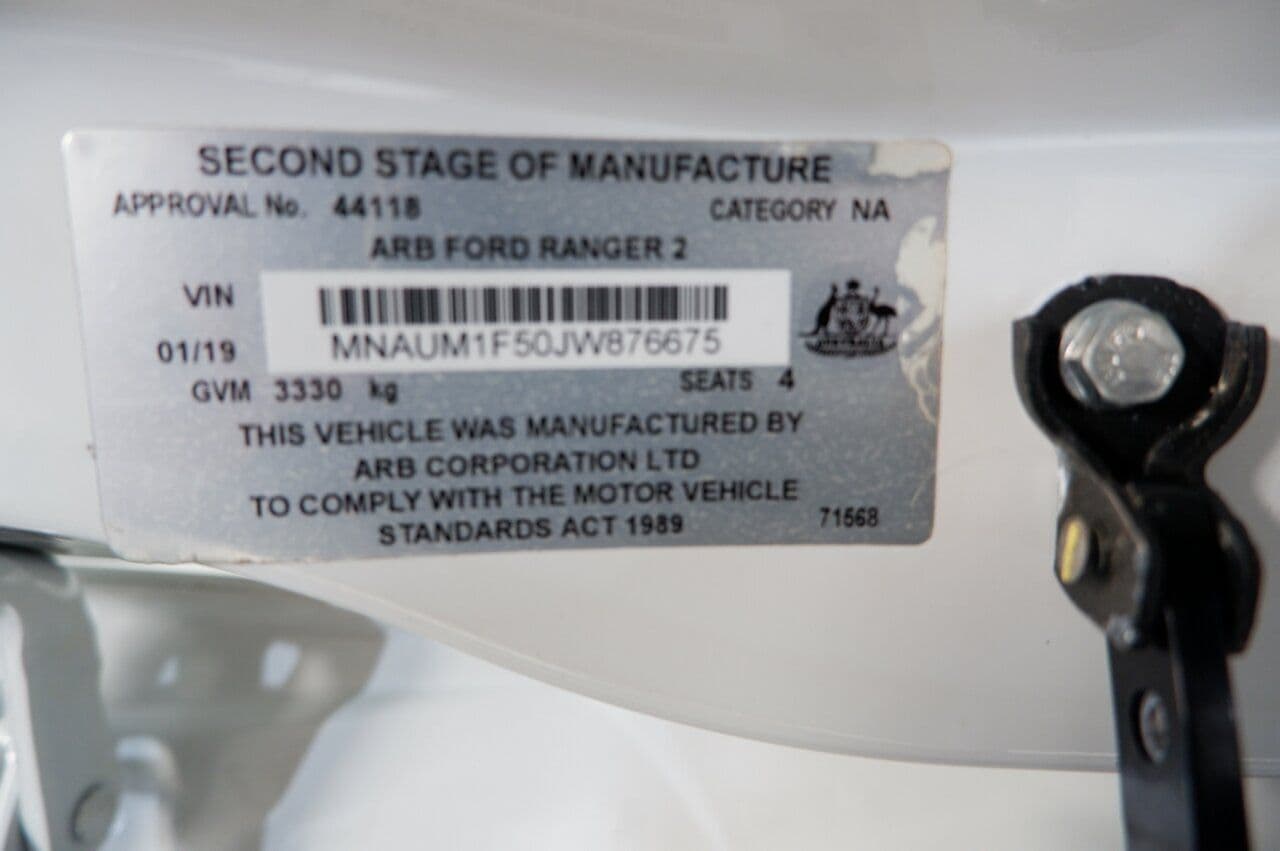 SECOND STAGE OF MANUFACTURE
APPROVAL No. 44118 CATEGORY NA
ARB FORD RANGER 2
VIN
MNAUM1F50JW876675
01/19
GVM 3330 kg SEATS 4
THIS VEHICLE WAS MANUFACTURED BY
ARB CORPORATION LTD
TO COMPLY WITH THE MOTOR VEHICLE
STANDARDS ACT 1989 71568